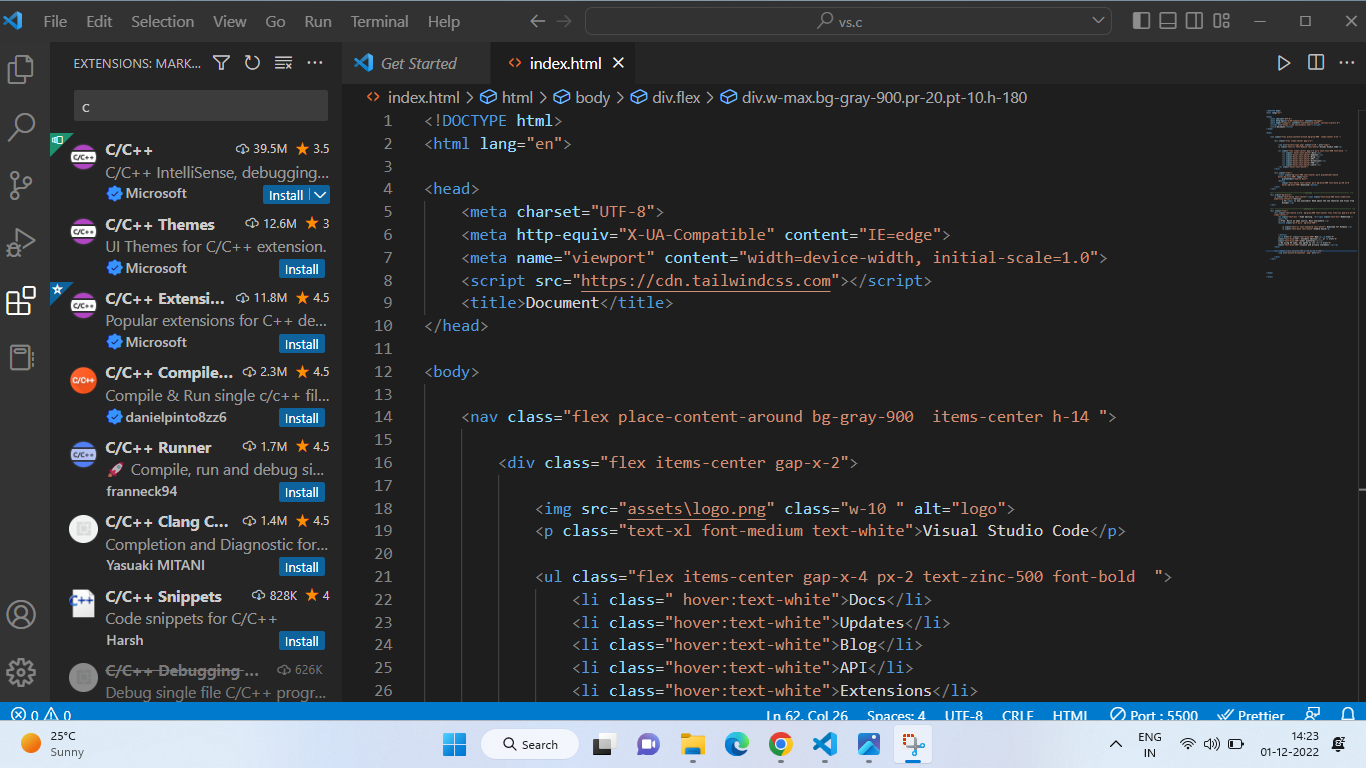 File Edit Selection View Go Run Terminal Help
vs.c
EXTENSIONS: MARK...
c
C/C++ 39.5M 3.5
C/C++ IntelliSense, debugging...
Microsoft Install
C/C++ Themes 12.6M 3
UI Themes for C/C++ extension.
Microsoft Install
C/C++ Extensi... 11.8M 4.5
Popular extensions for C++ de...
Microsoft Install
C/C++ Compile... 2.3M 4.5
Compile & Run single c/c++ fil...
danielpinto8zz6 Install
C/C++ Runner 1.7M 4.5
🚀 Compile, run and debug si...
franneck94 Install
C/C++ Clang C... 1.4M 4.5
Completion and Diagnostic for...
Yasuaki MITANI Install
C/C++ Snippets 828K 4
Code snippets for C/C++
Harsh Install
C/C++ Debugging ... 626K
Debug single file C/C++ progr...
Get Started index.html
index.html > html > body > div.flex > div.w-max.bg-gray-900.pr-20.pt-10.h-180
1 <!DOCTYPE html>
2 <html lang="en">
3
4 <head>
5 <meta charset="UTF-8">
6 <meta http-equiv="X-UA-Compatible" content="IE=edge">
7 <meta name="viewport" content="width=device-width, initial-scale=1.0">
8 <script src="https://cdn.tailwindcss.com"></script>
9 <title>Document</title>
10 </head>
11
12 <body>
13
14 <nav class="flex place-content-around bg-gray-900  items-center h-14 ">
15
16 <div class="flex items-center gap-x-2">
17
18 <img src="assets\logo.png" class="w-10 " alt="logo">
19 <p class="text-xl font-medium text-white">Visual Studio Code</p>
20
21 <ul class="flex items-center gap-x-4 px-2 text-zinc-500 font-bold  ">
22 <li class=" hover:text-white">Docs</li>
23 <li class="hover:text-white">Updates</li>
24 <li class="hover:text-white">Blog</li>
25 <li class="hover:text-white">API</li>
26 <li class="hover:text-white">Extensions</li>
0 0 Ln 62, Col 26 Spaces: 4 UTF-8 CRLF HTML Port : 5500 Prettier
25°C
Sunny
Search
ENG
IN
14:23
01-12-2022